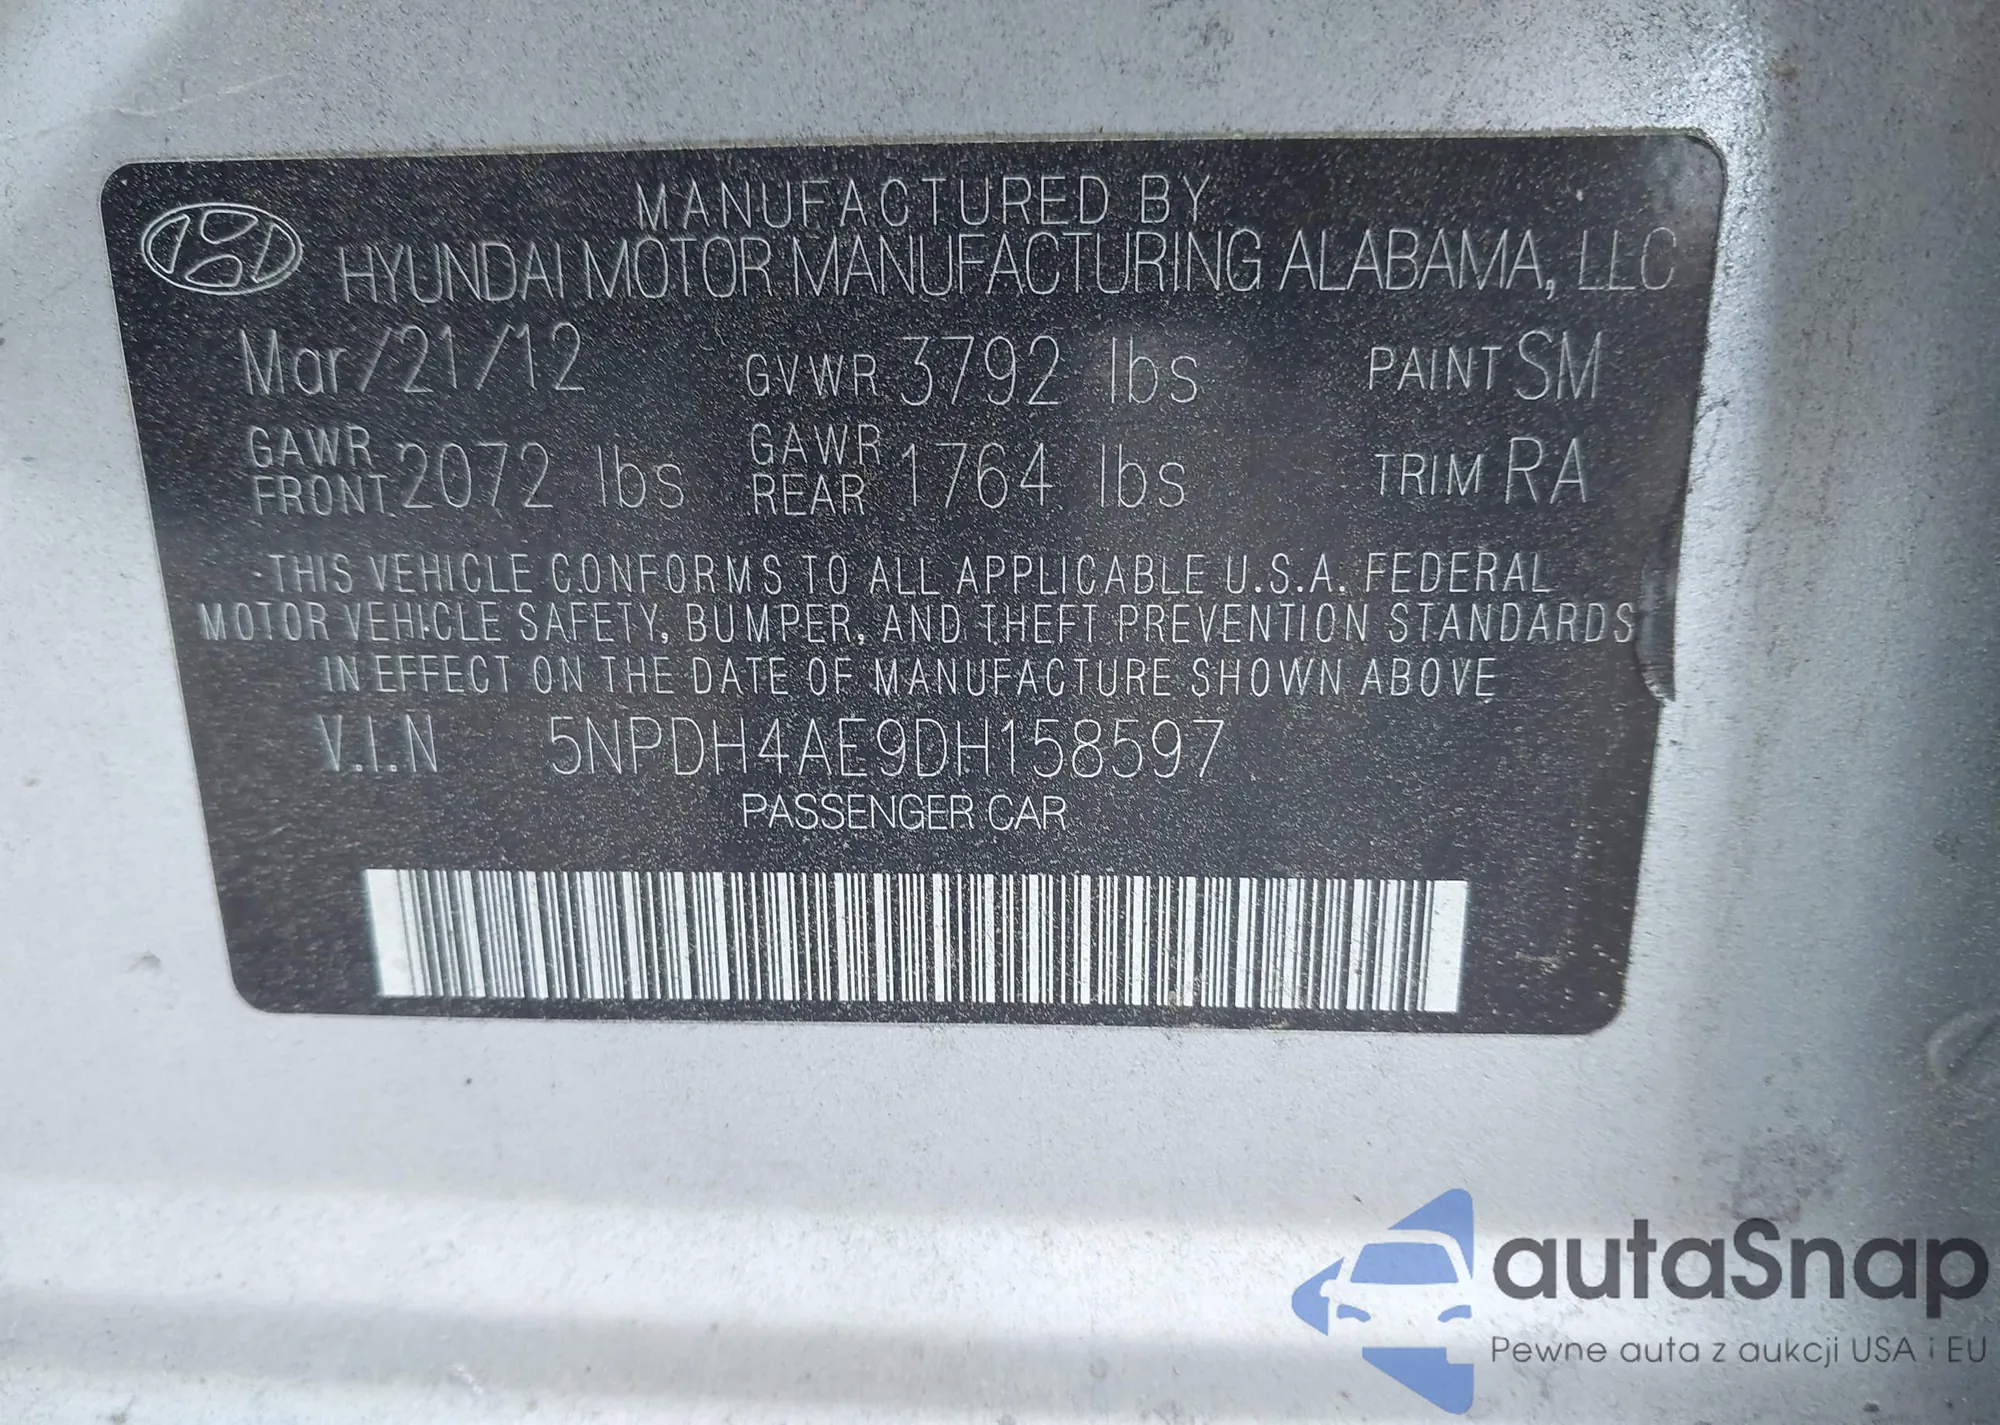 MANUFACTURED BY
HYUNDAI MOTOR MANUFACTURING ALABAMA, LLC
Mar/21/12 GVWR 3792 lbs PAINT SM
GAWR FRONT 2072 lbs GAWR REAR 1764 lbs TRIM RA
THIS VEHICLE CONFORMS TO ALL APPLICABLE U.S.A. FEDERAL
MOTOR VEHICLE SAFETY, BUMPER, AND THEFT PREVENTION STANDARDS
IN EFFECT ON THE DATE OF MANUFACTURE SHOWN ABOVE
V.I.N 5NPDH4AE9DH158597
PASSENGER CAR
autaSnap
Pewne auta z aukcji USA i EU